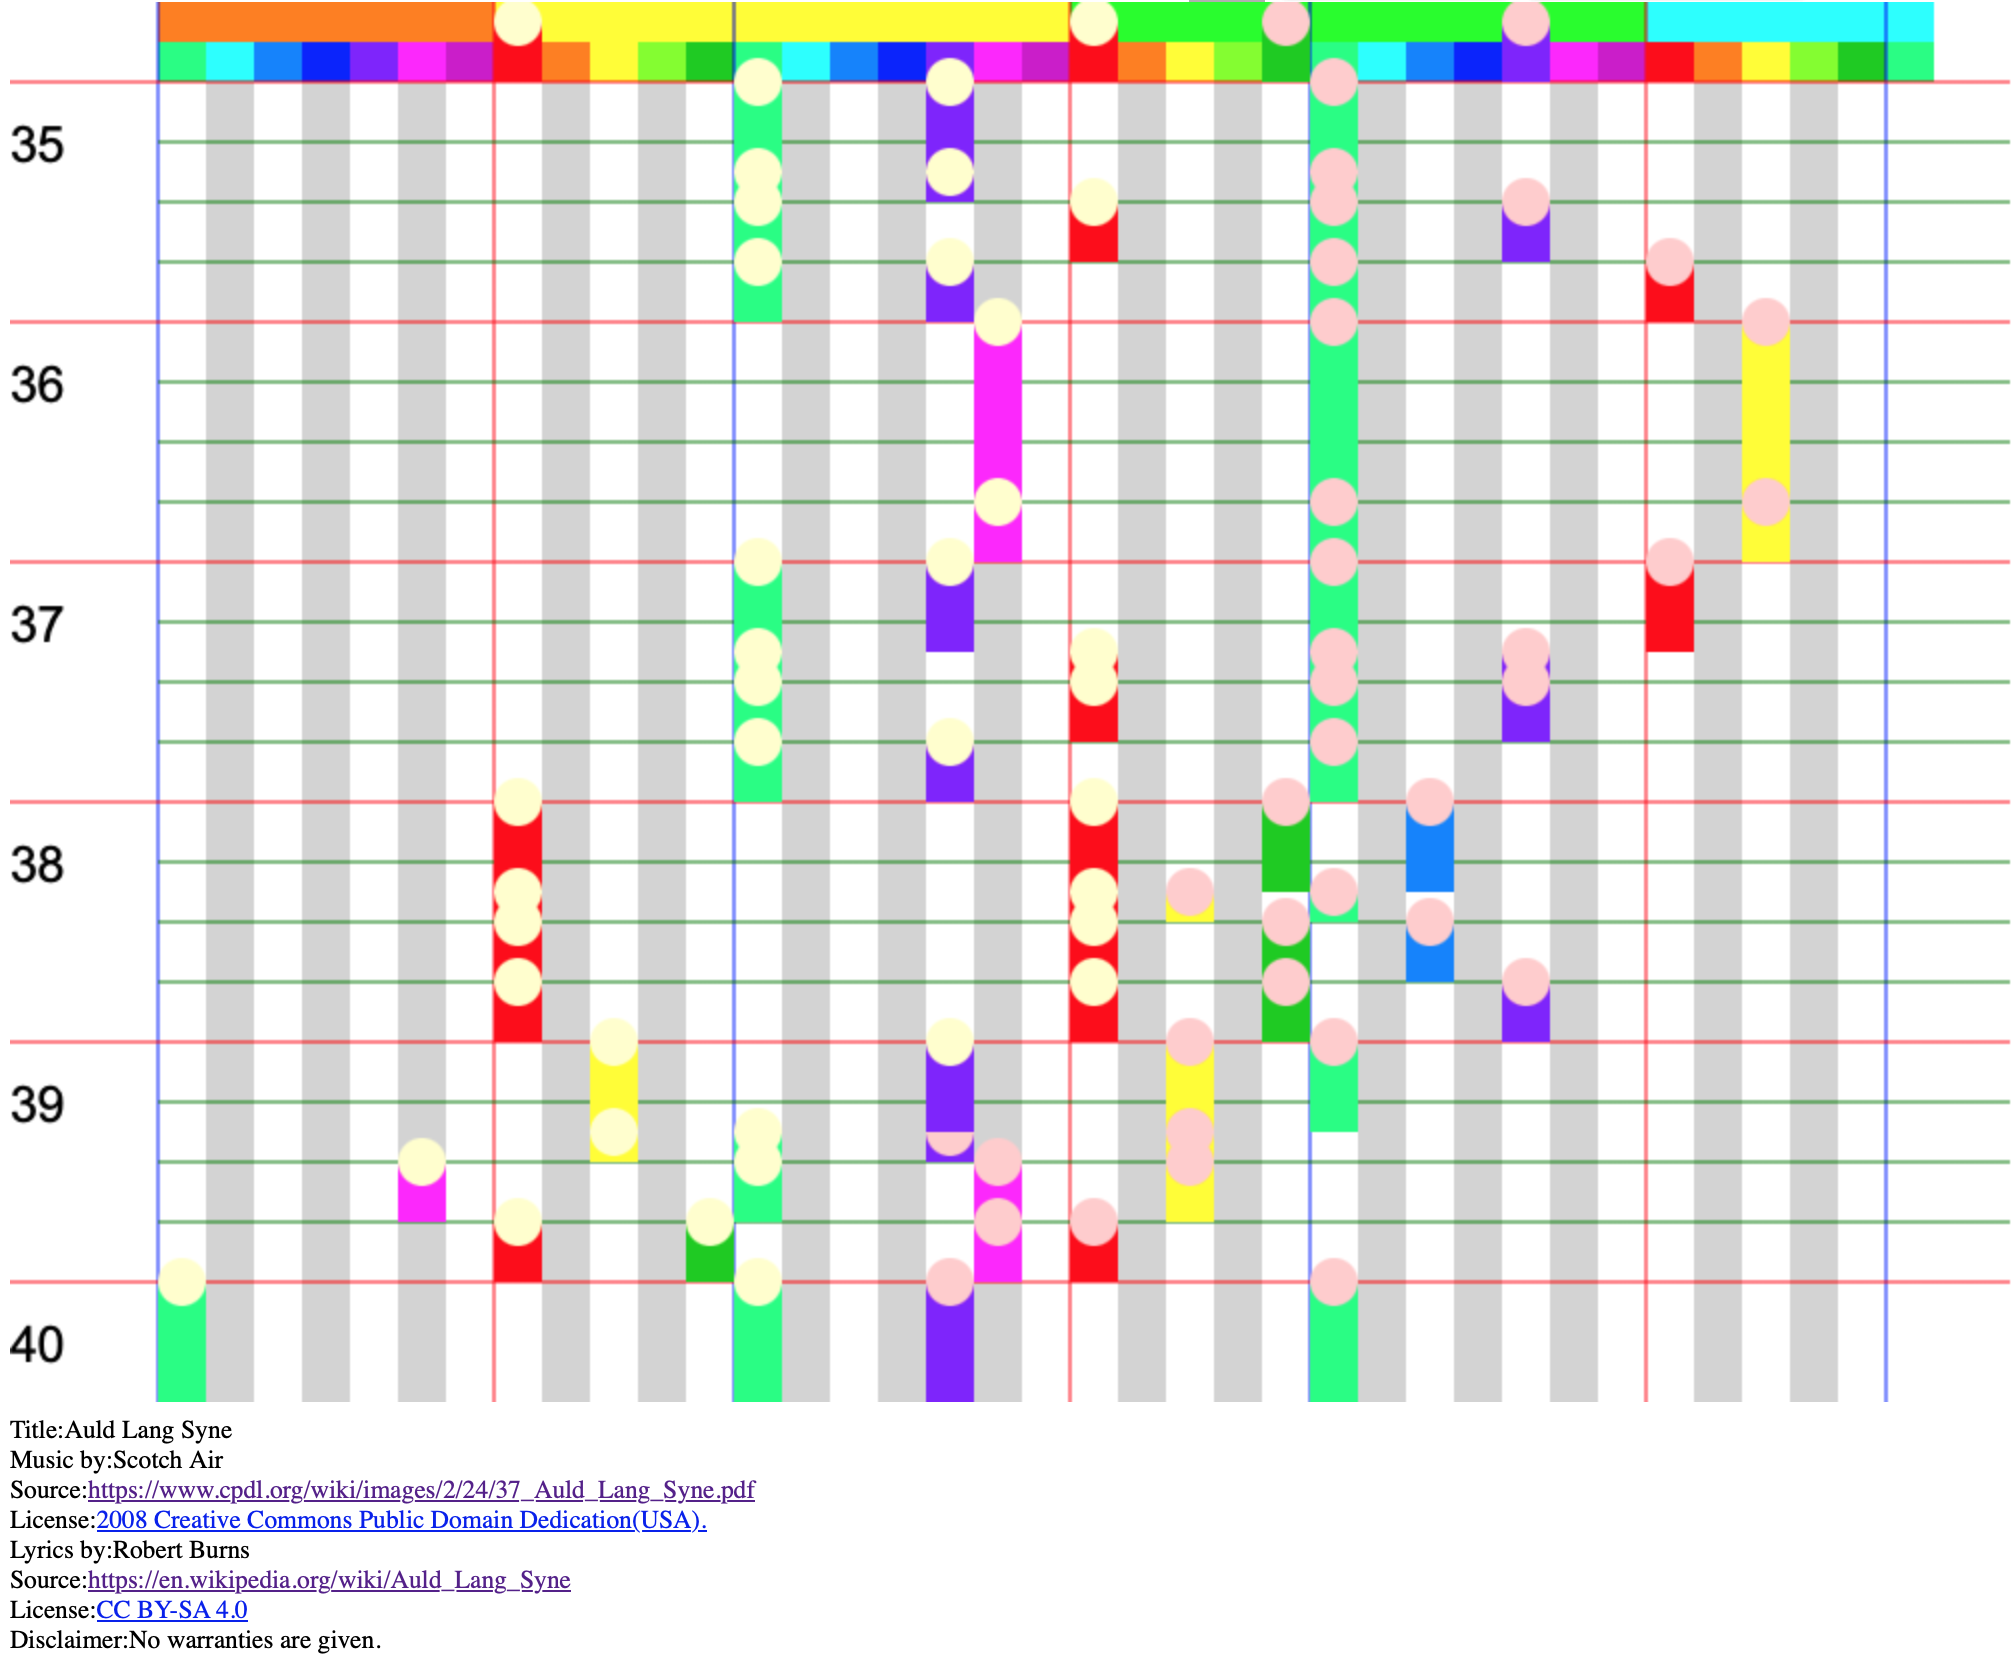 35
36
37
38
39
40
Title:Auld Lang Syne
Music by:Scotch Air
Source:https://www.cpdl.org/wiki/images/2/24/37_Auld_Lang_Syne.pdf
License:2008 Creative Commons Public Domain Dedication(USA).
Lyrics by:Robert Burns
Source:https://en.wikipedia.org/wiki/Auld_Lang_Syne
License:CC BY-SA 4.0
Disclaimer:No warranties are given.